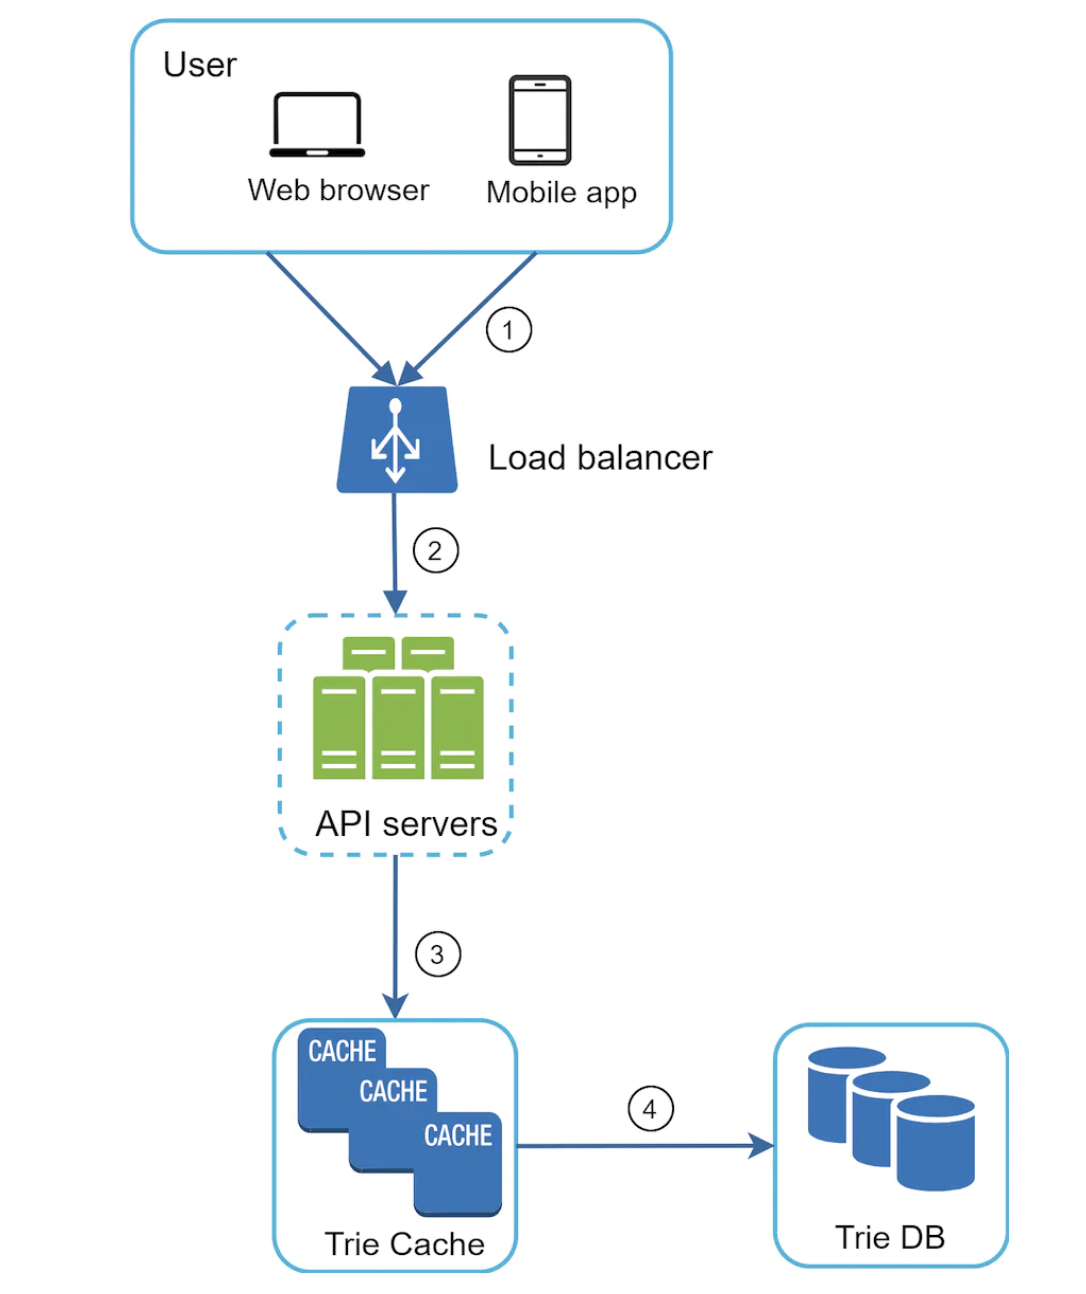 User
Web browser
Mobile app
1
Load balancer
2
API servers
3
CACHE
CACHE
CACHE
4
Trie Cache
Trie DB